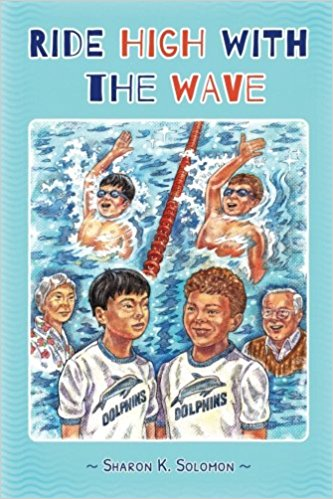 RIDE HIGH WITH
THE WAVE
DOLPHINS
DOLPHINS
~ SHARON K. SOLOMON ~